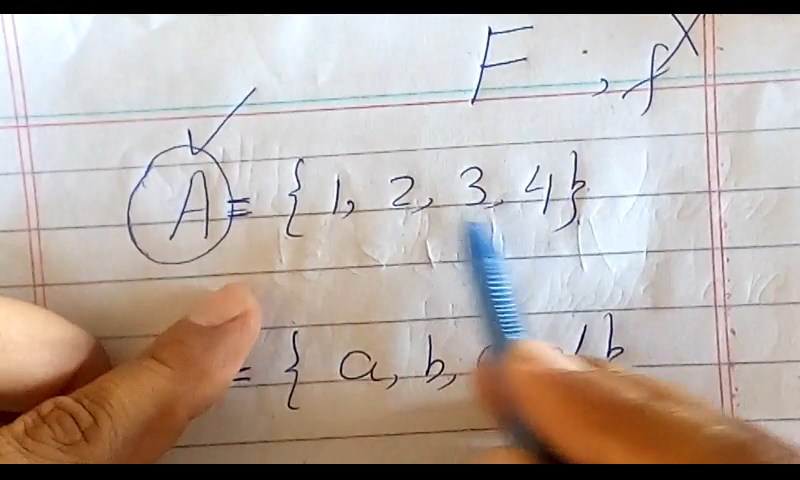 F , f X
A = { 1, 2, 3, 4}
= { a, b,